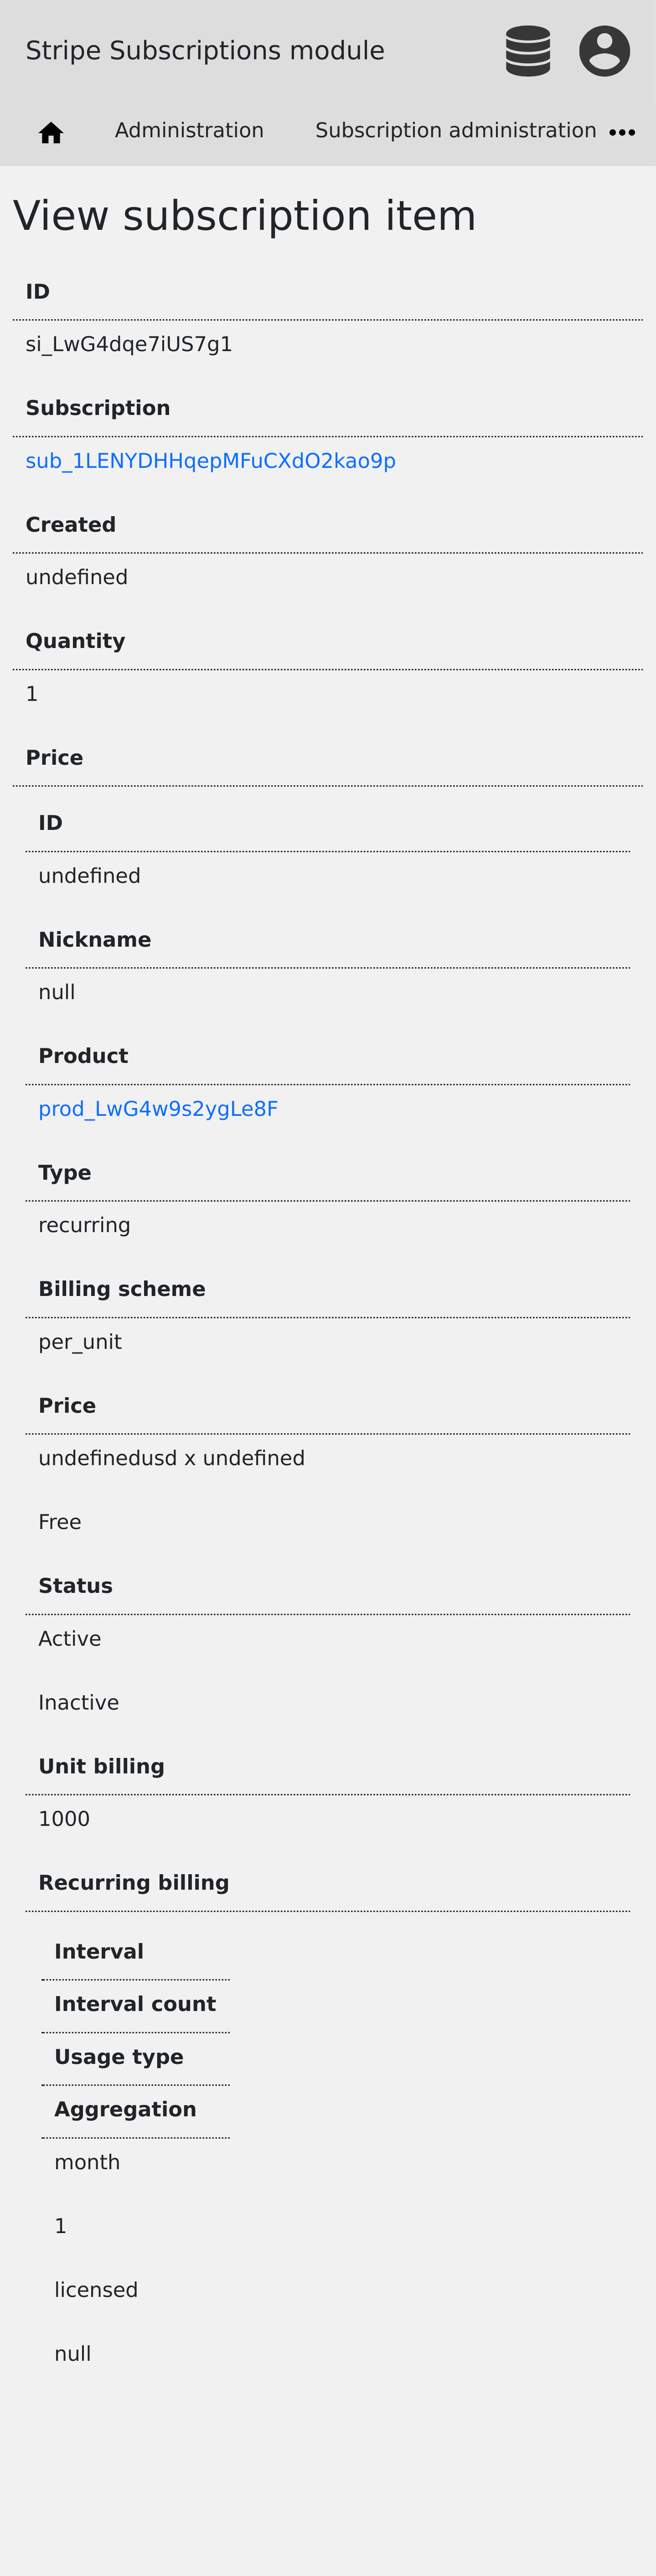 Stripe Subscriptions module
Administration Subscription administration
View subscription item
ID
si_LwG4dqe7iUS7g1
Subscription
sub_1LENYDHHqepMFuCXdO2kao9p
Created
undefined
Quantity
1
Price
ID
undefined
Nickname
null
Product
prod_LwG4w9s2ygLe8F
Type
recurring
Billing scheme
per_unit
Price
undefinedusd x undefined
Free
Status
Active
Inactive
Unit billing
1000
Recurring billing
Interval
Interval count
Usage type
Aggregation
month
1
licensed
null